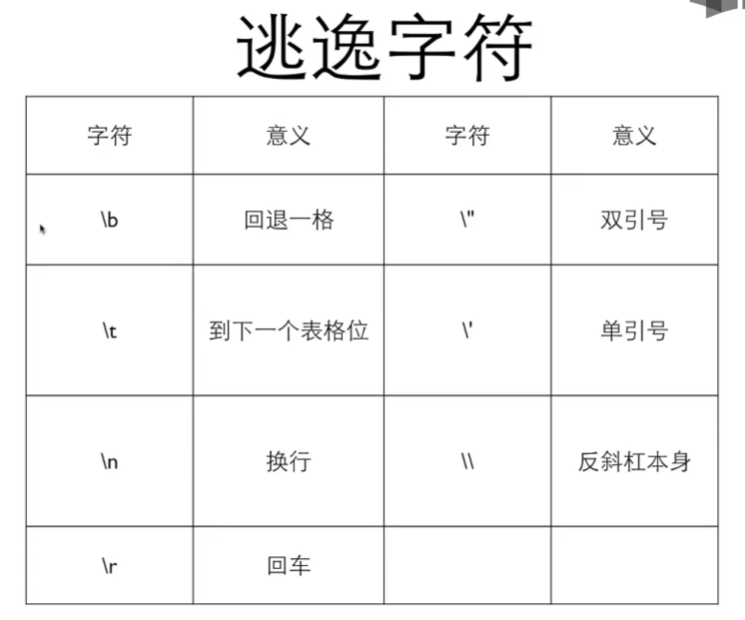 逃逸字符
字符 意义 字符 意义
\b 回退一格 \" 双引号
\t 到下一个表格位 \' 单引号
\n 换行 \\ 反斜杠本身
\r 回车